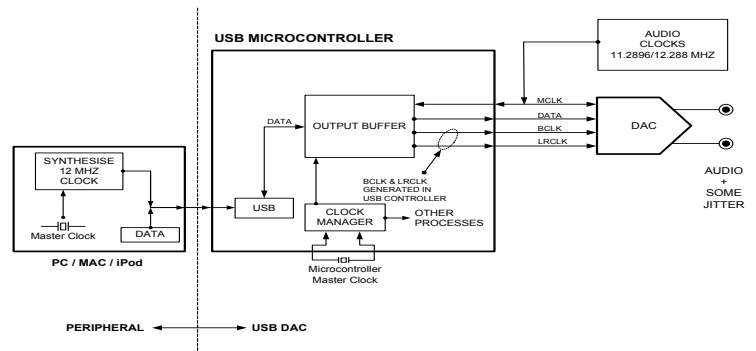 USB MICROCONTROLLER
AUDIO
CLOCKS
11.2896/12.288 MHZ
MCLK
DATA
DATA
OUTPUT BUFFER
BCLK
DAC
LRCLK
SYNTHESISE
12 MHZ
CLOCK
BCLK & LRCLK
GENERATED IN
USB CONTROLLER
AUDIO
+
SOME
JITTER
USB
CLOCK
MANAGER
OTHER
PROCESSES
Master Clock
DATA
PC / MAC / iPod
Microcontroller
Master Clock
PERIPHERAL
USB DAC